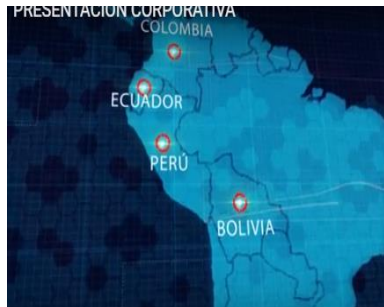 PRESENTACIÓN CORPORATIVA
COLOMBIA
ECUADOR
PERÚ
BOLIVIA